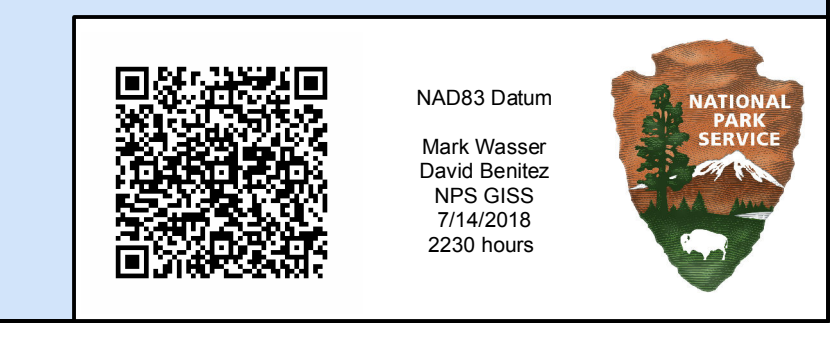 NAD83 Datum
Mark Wasser
David Benitez
NPS GISS
7/14/2018
2230 hours
NATIONAL
PARK
SERVICE